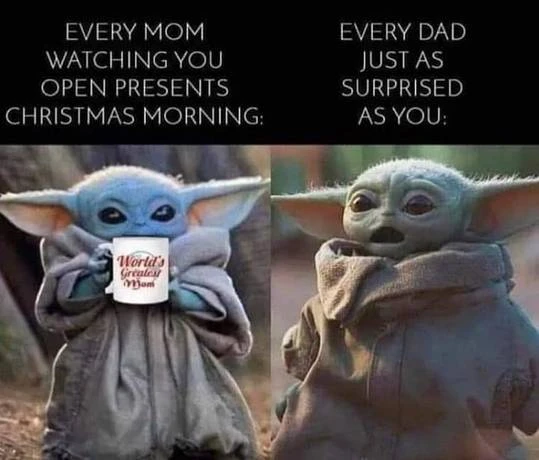 EVERY MOM
WATCHING YOU
OPEN PRESENTS
CHRISTMAS MORNING:
EVERY DAD
JUST AS
SURPRISED
AS YOU:
World's
Greatest
Mom